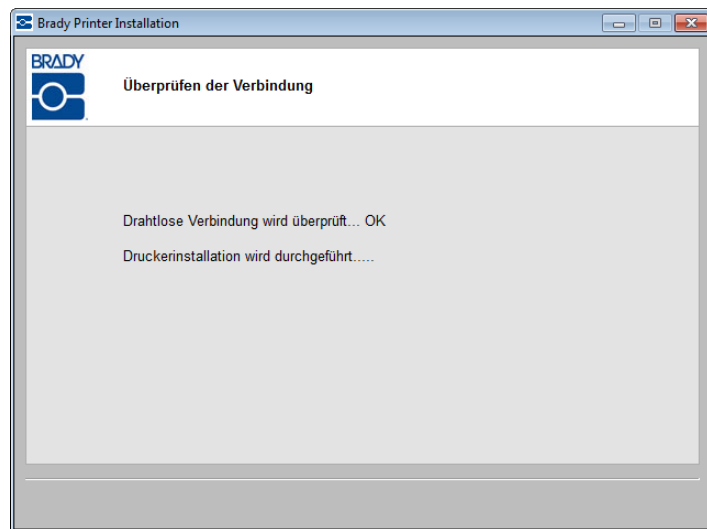 Brady Printer Installation
BRADY
Überprüfen der Verbindung
Drahtlose Verbindung wird überprüft... OK
Druckerinstallation wird durchgeführt.....